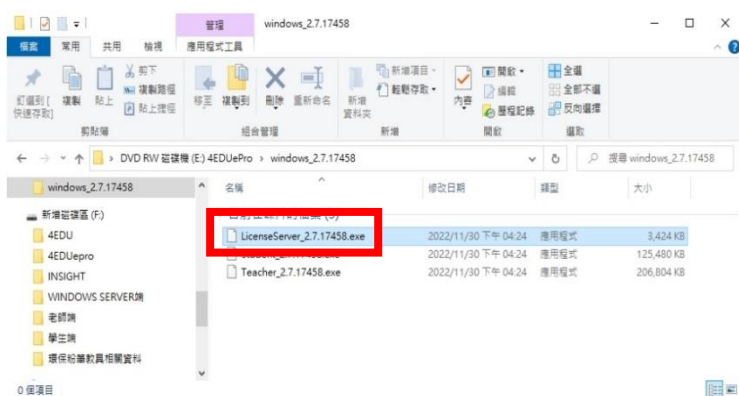 管理
windows_2.7.17458
檔案
常用
共用
檢視
應用程式工具
釘選到 [
快速存取]
複製
貼上
剪下
複製路徑
貼上捷徑
剪貼簿
移至
複製到
刪除
重新命名
組合管理
新增
資料夾
新增項目
輕鬆存取
新增
內容
開啟
編輯
歷程記錄
開啟
全選
全部不選
反向選擇
選取
DVD RW 磁碟機 (E:) 4EDUePro > windows_2.7.17458
搜尋 windows_2.7.17458
windows_2.7.17458
新增磁碟區 (F:)
4EDU
4EDUepro
INSIGHT
WINDOWS SERVER端
老師端
學生端
環保粉筆教具相關資料
名稱
修改日期
類型
大小
LicenseServer_2.7.17458.exe
2022/11/30 下午 04:24
應用程式
3,424 KB
2022/11/30 下午 04:24
應用程式
125,480 KB
Teacher_2.7.17458.exe
2022/11/30 下午 04:24
應用程式
206,804 KB
0 個項目